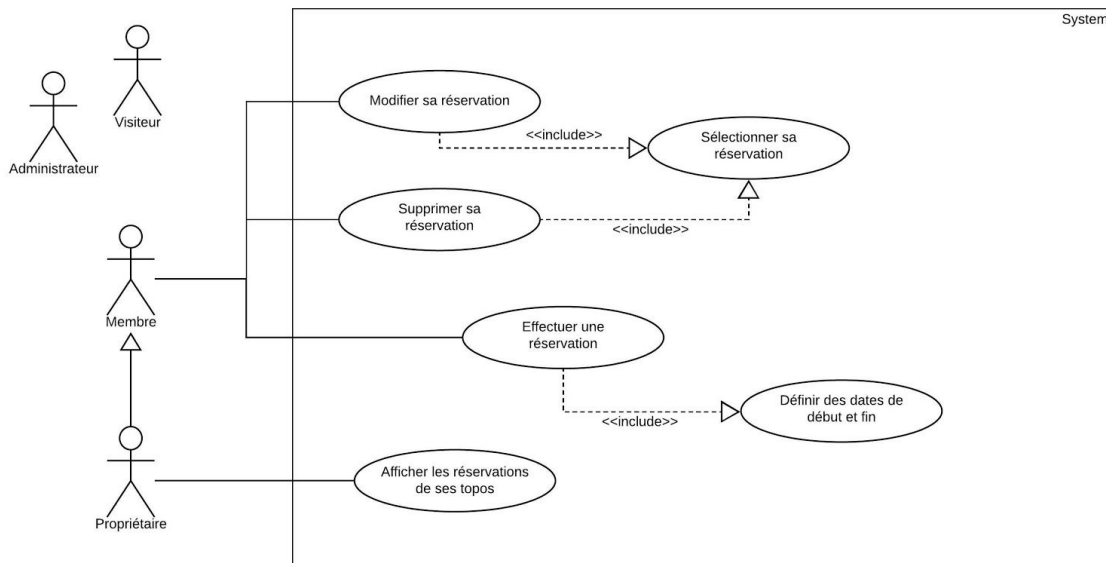 System
Visiteur
Administrateur
Modifier sa réservation
<<include>>
Sélectionner sa
réservation
Supprimer sa
réservation
<<include>>
Membre
Effectuer une
réservation
<<include>>
Définir des dates de
début et fin
Afficher les réservations
de ses topos
Propriétaire